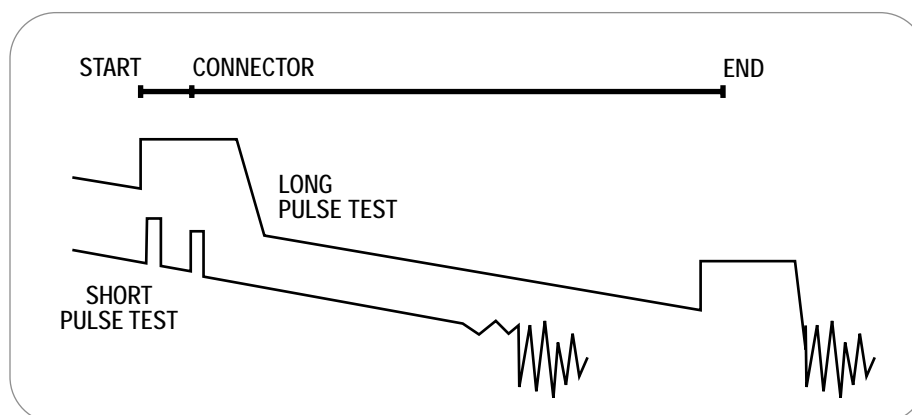 START
CONNECTOR
END
LONG
PULSE TEST
SHORT
PULSE TEST